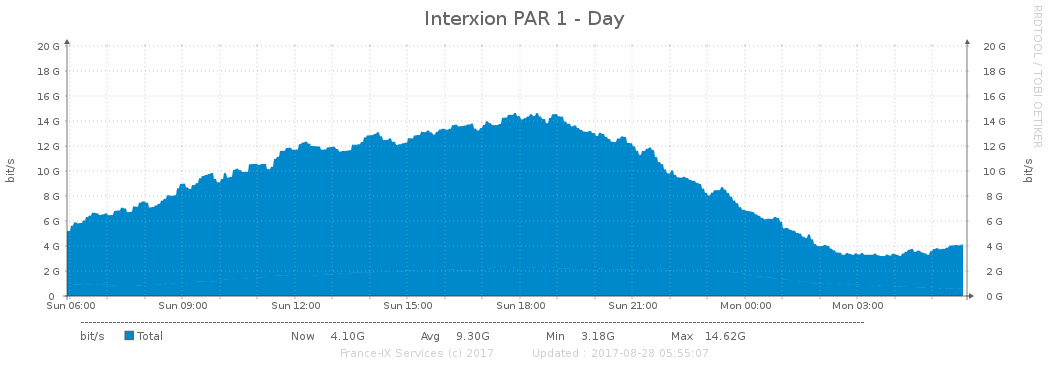 Interxion PAR 1 - Day
RRDTOOL / TOBI OETIKER
20 G 20 G
18 G 18 G
16 G 16 G
14 G 14 G
12 G 12 G
10 G 10 G
8 G 8 G
6 G 6 G
4 G 4 G
2 G 2 G
0 0 G
bit/s
bit/s
Sun 06:00 Sun 09:00 Sun 12:00 Sun 15:00 Sun 18:00 Sun 21:00 Mon 00:00 Mon 03:00
bit/s Total Now 4.10G Avg 9.30G Min 3.18G Max 14.62G
France-IX Services (c) 2017 Updated : 2017-08-28 05:55:07